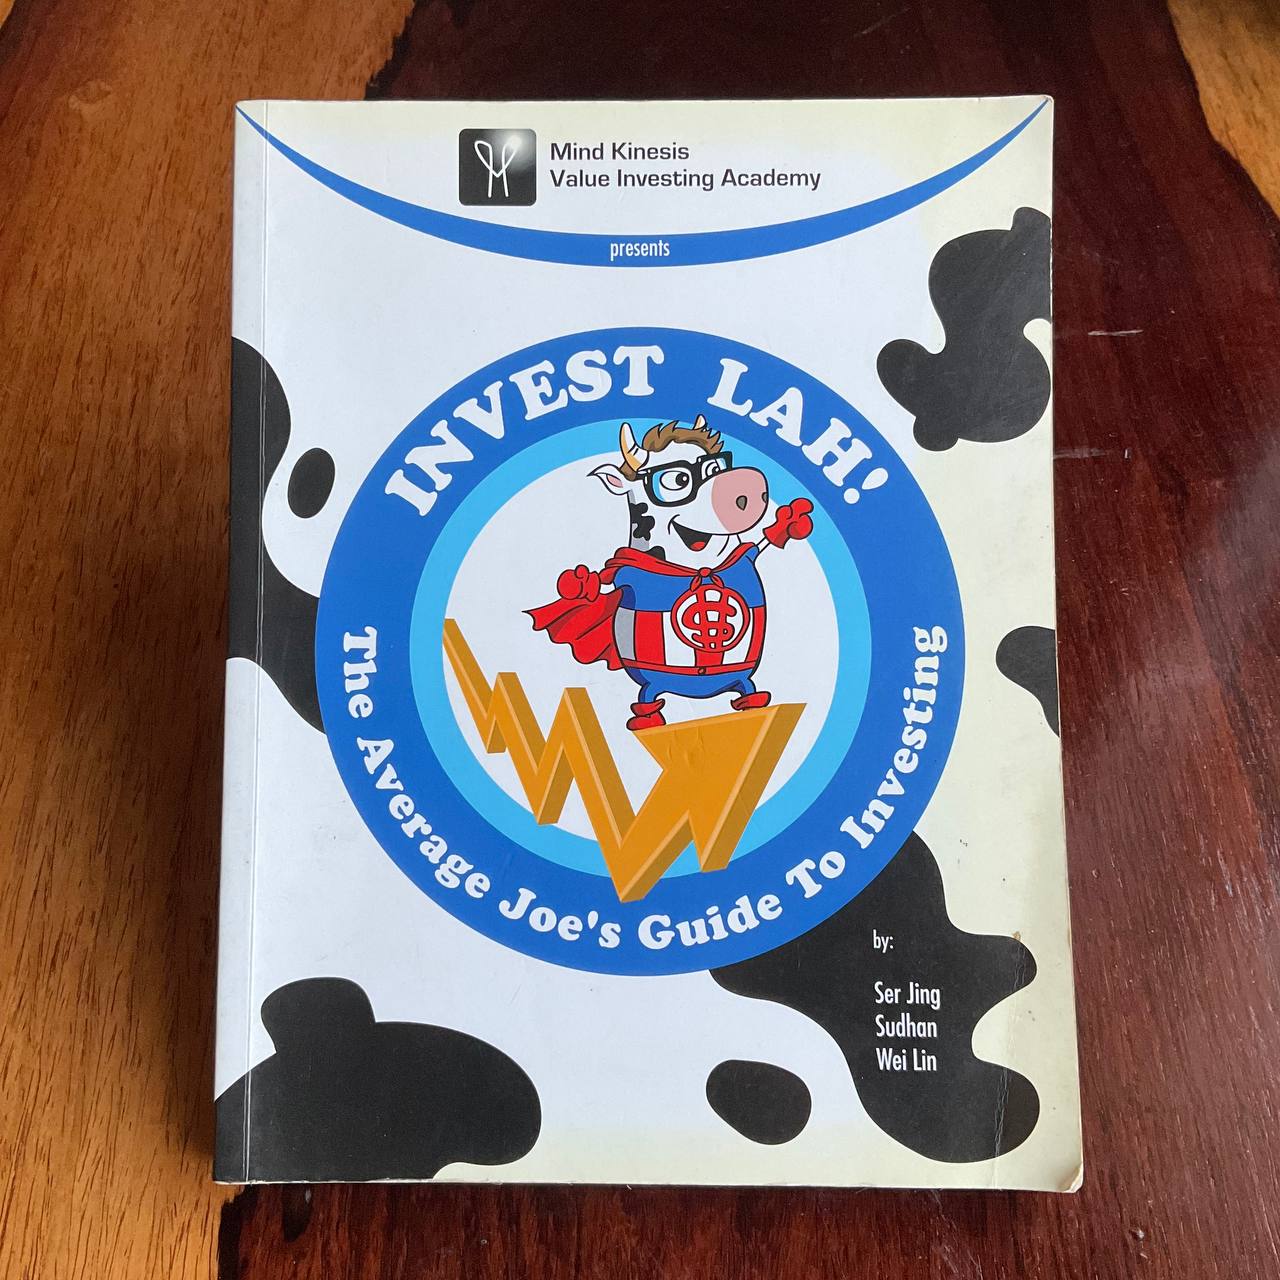 Mind Kinesis
Value Investing Academy
presents
INVEST LAH!
The Average Joe's Guide To Investing
by:
Ser Jing
Sudhan
Wei Lin